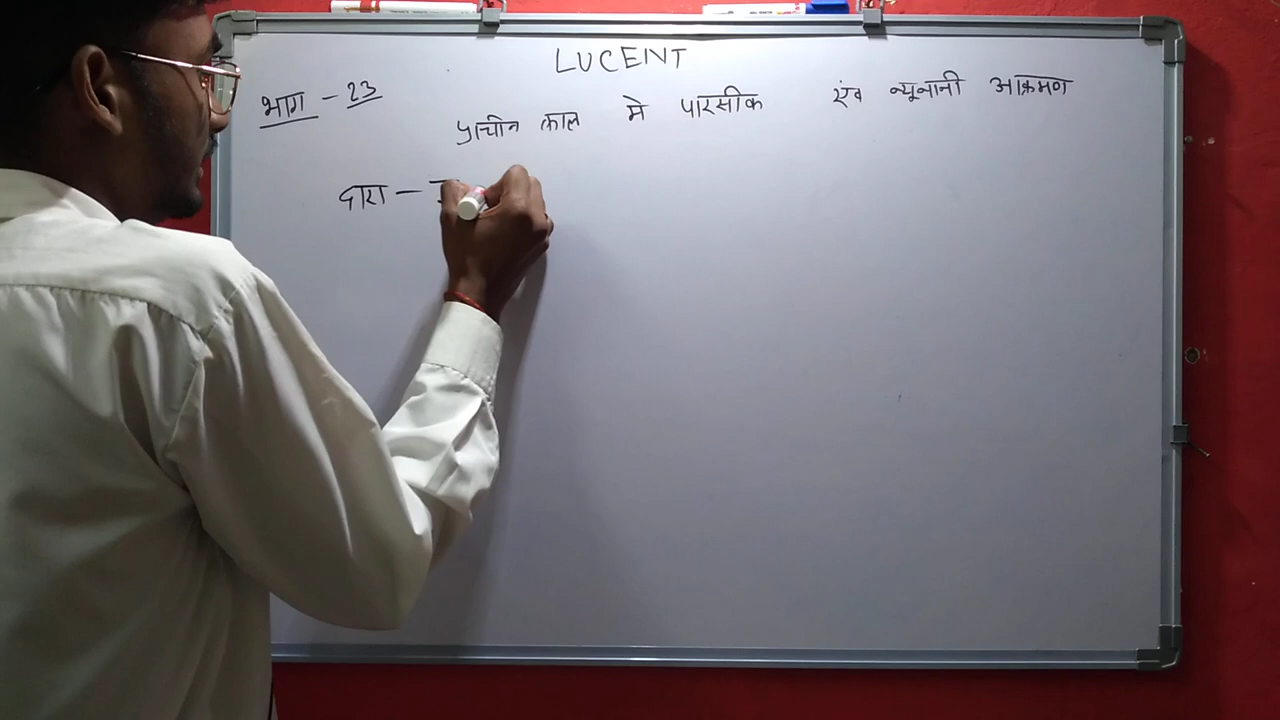 LUCENT
भाग - 23
प्राचीन काल मे पारसीक एंव न्यूनानी आक्रमण
दारा -